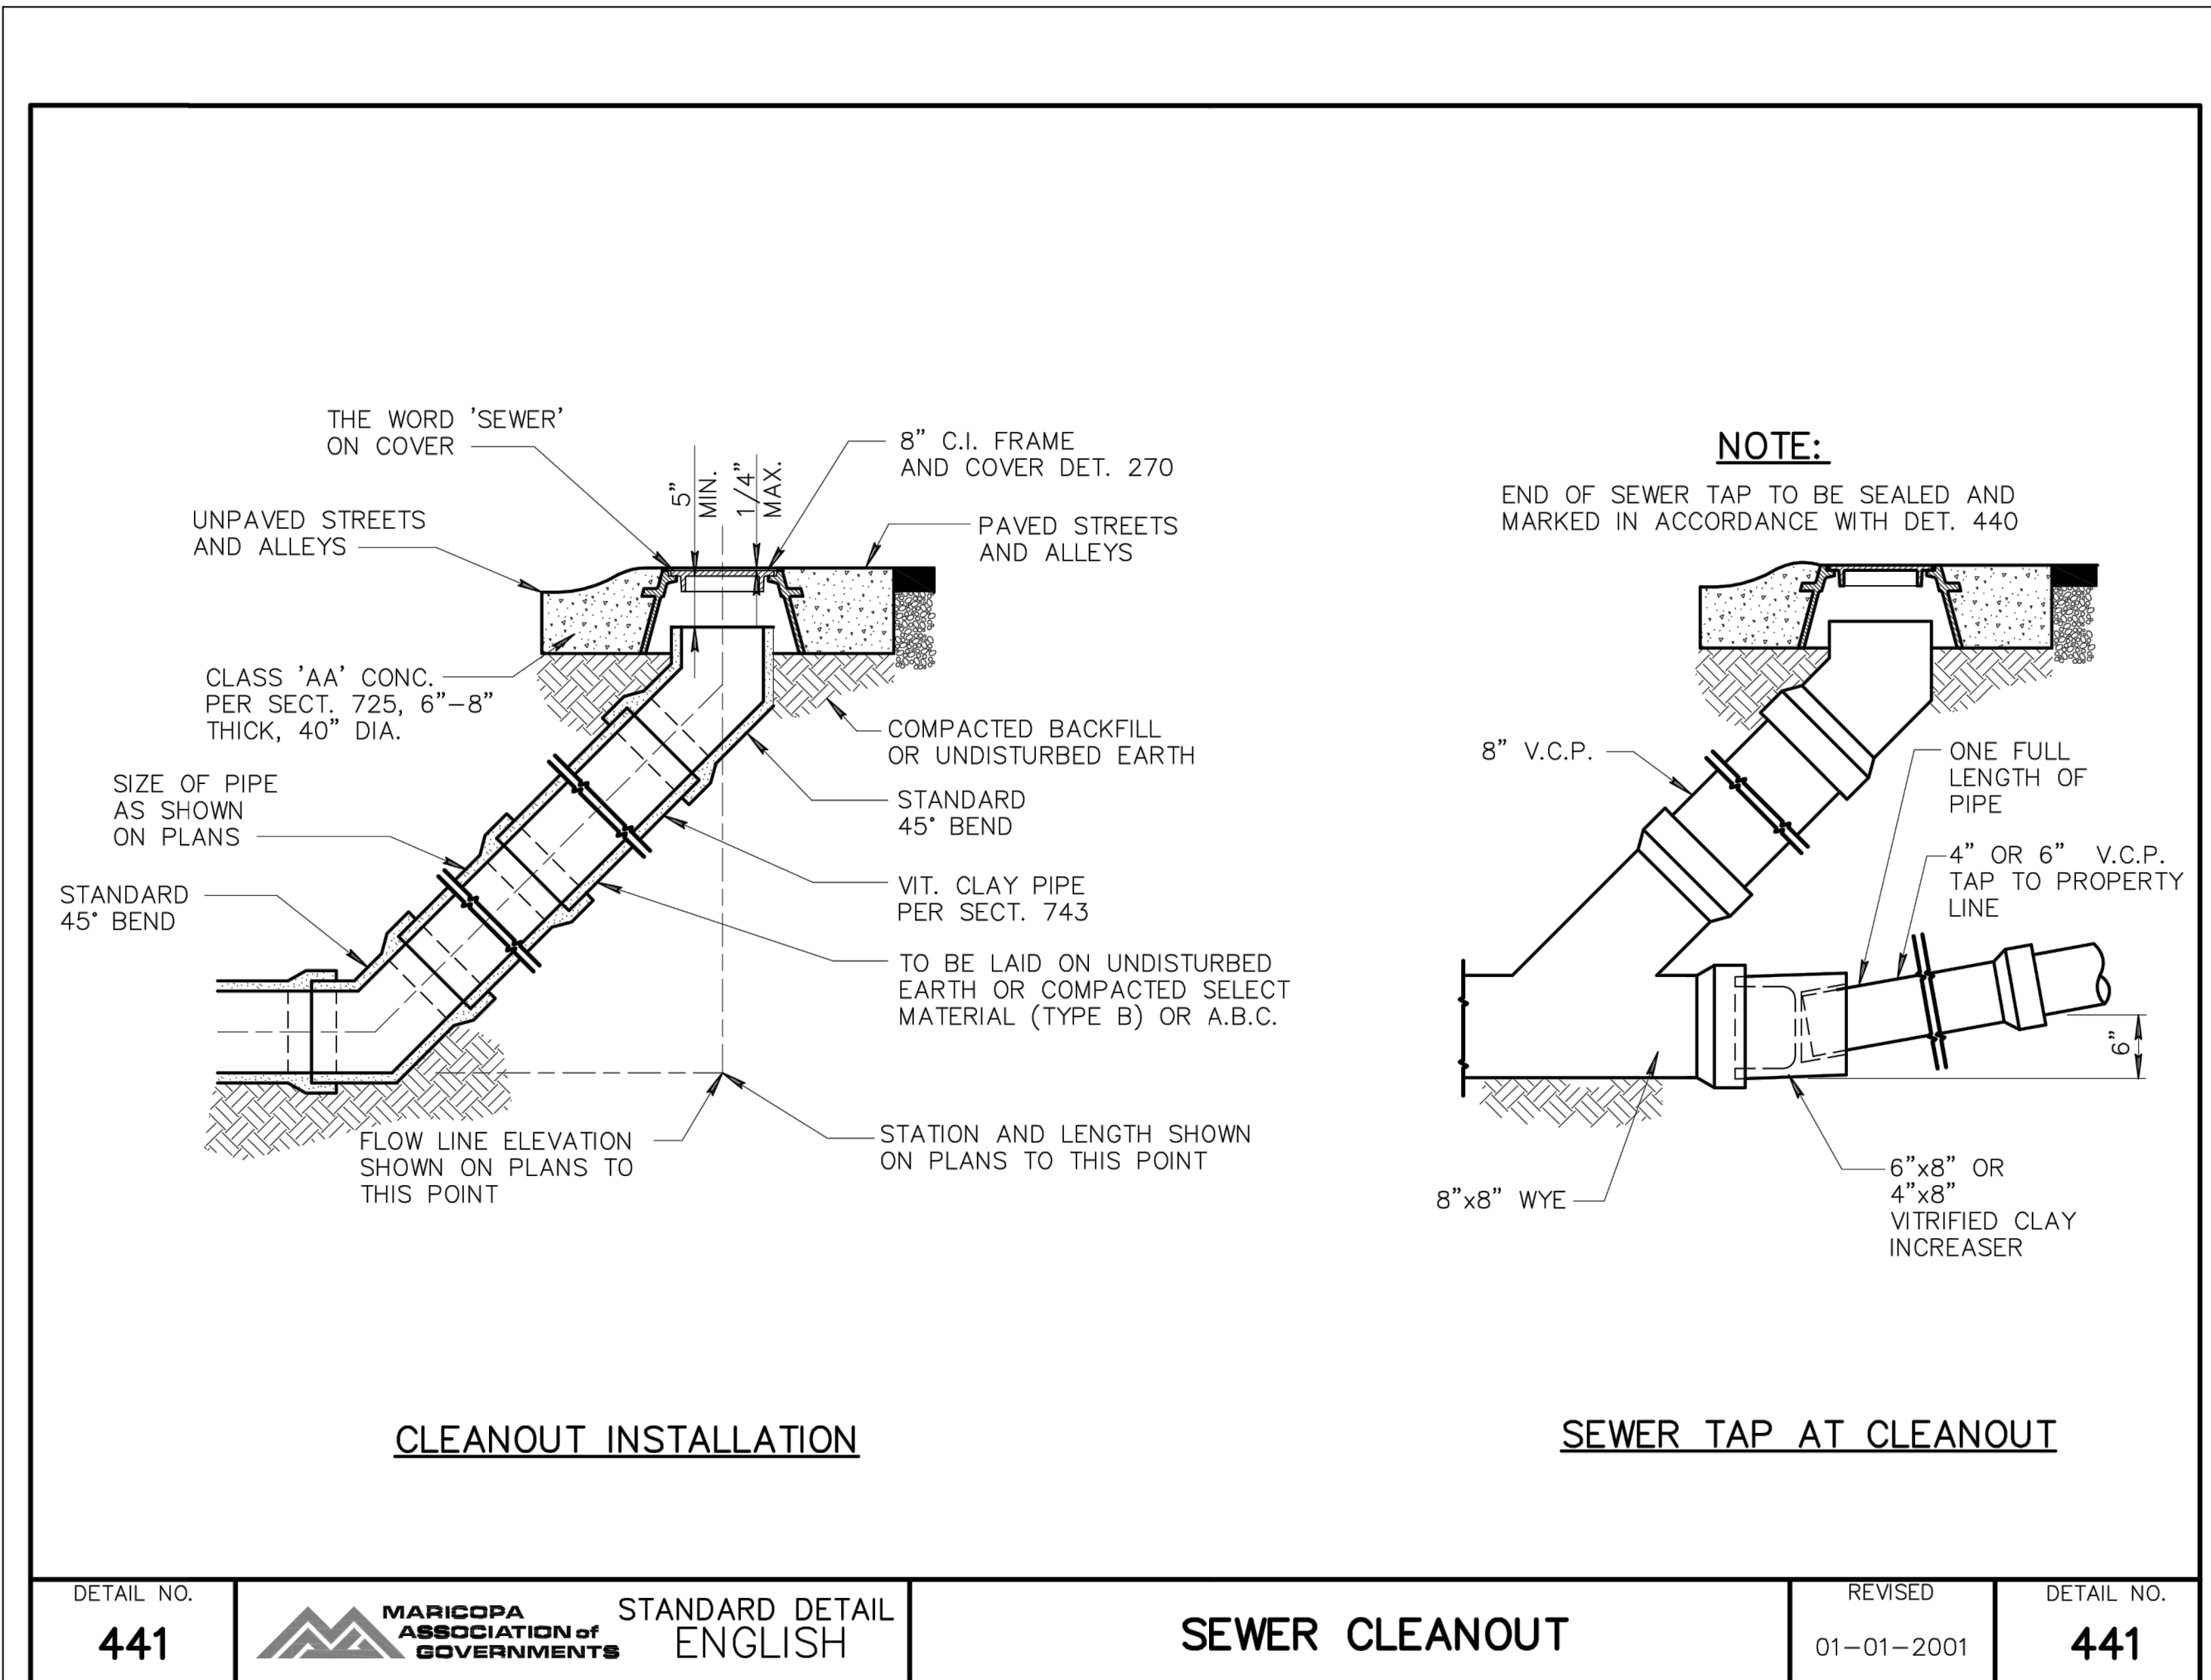 THE WORD 'SEWER'
ON COVER
5"
MIN.
1/4"
MAX.
8" C.I. FRAME
AND COVER DET. 270
UNPAVED STREETS
AND ALLEYS
PAVED STREETS
AND ALLEYS
CLASS 'AA' CONC.
PER SECT. 725, 6"-8"
THICK, 40" DIA.
COMPACTED BACKFILL
OR UNDISTURBED EARTH
SIZE OF PIPE
AS SHOWN
ON PLANS
STANDARD
45° BEND
STANDARD
45° BEND
VIT. CLAY PIPE
PER SECT. 743
TO BE LAID ON UNDISTURBED
EARTH OR COMPACTED SELECT
MATERIAL (TYPE B) OR A.B.C.
FLOW LINE ELEVATION
SHOWN ON PLANS TO
THIS POINT
STATION AND LENGTH SHOWN
ON PLANS TO THIS POINT
CLEANOUT INSTALLATION
NOTE:
END OF SEWER TAP TO BE SEALED AND
MARKED IN ACCORDANCE WITH DET. 440
8" V.C.P.
ONE FULL
LENGTH OF
PIPE
4" OR 6" V.C.P.
TAP TO PROPERTY
LINE
6"
8"x8" WYE
6"x8" OR
4"x8"
VITRIFIED CLAY
INCREASER
SEWER TAP AT CLEANOUT
DETAIL NO.
441
MARICOPA
ASSOCIATION of
GOVERNMENTS
STANDARD DETAIL
ENGLISH
SEWER CLEANOUT
REVISED
01-01-2001
DETAIL NO.
441